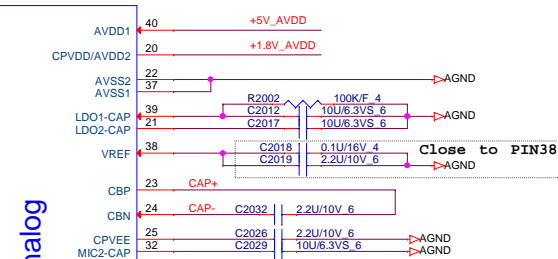 AVDD1 40 +5V_AVDD
CPVDD/AVDD2 20 +1.8V_AVDD
AVSS2 22 AGND
AVSS1 37
R2002 100K/F_4
LDO1-CAP 39 C2012 10U/6.3VS_6 AGND
LDO2-CAP 21 C2017 10U/6.3VS_6
VREF 38 C2018 0.1U/16V_4 Close to PIN38
C2019 2.2U/10V_6 AGND
CBP 23 CAP+
CBN 24 CAP- C2032 2.2U/10V_6
CPVEE 25 C2026 2.2U/10V_6 AGND
MIC2-CAP 32 C2029 10U/6.3VS_6 AGND
nalog